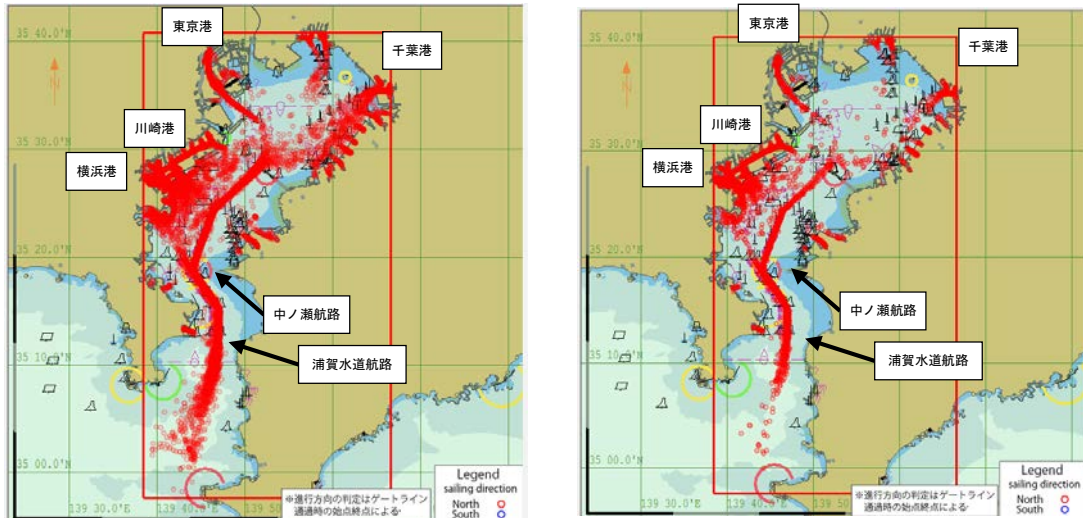 東京港
35 40.0'N
千葉港
N
川崎港
35 30.0'N
横浜港
35 20.0'N
中ノ瀬航路
浦賀水道航路
35 10.0'N
35 00.0'N
Legend
sailing direction
North
South
※進行方向の判定はゲートライン
通過時の始点終点による
139 30.0'E
139 40.0'E
139 50
東京港
35 40.0'N
千葉港
N
川崎港
35 30.0'N
横浜港
35 20.0'N
中ノ瀬航路
浦賀水道航路
35 10.0'N
35 00.0'N
Legend
sailing direction
North
South
※進行方向の判定はゲートライン
通過時の始点終点による
139 30.0'E
139 40.0'E
139 50